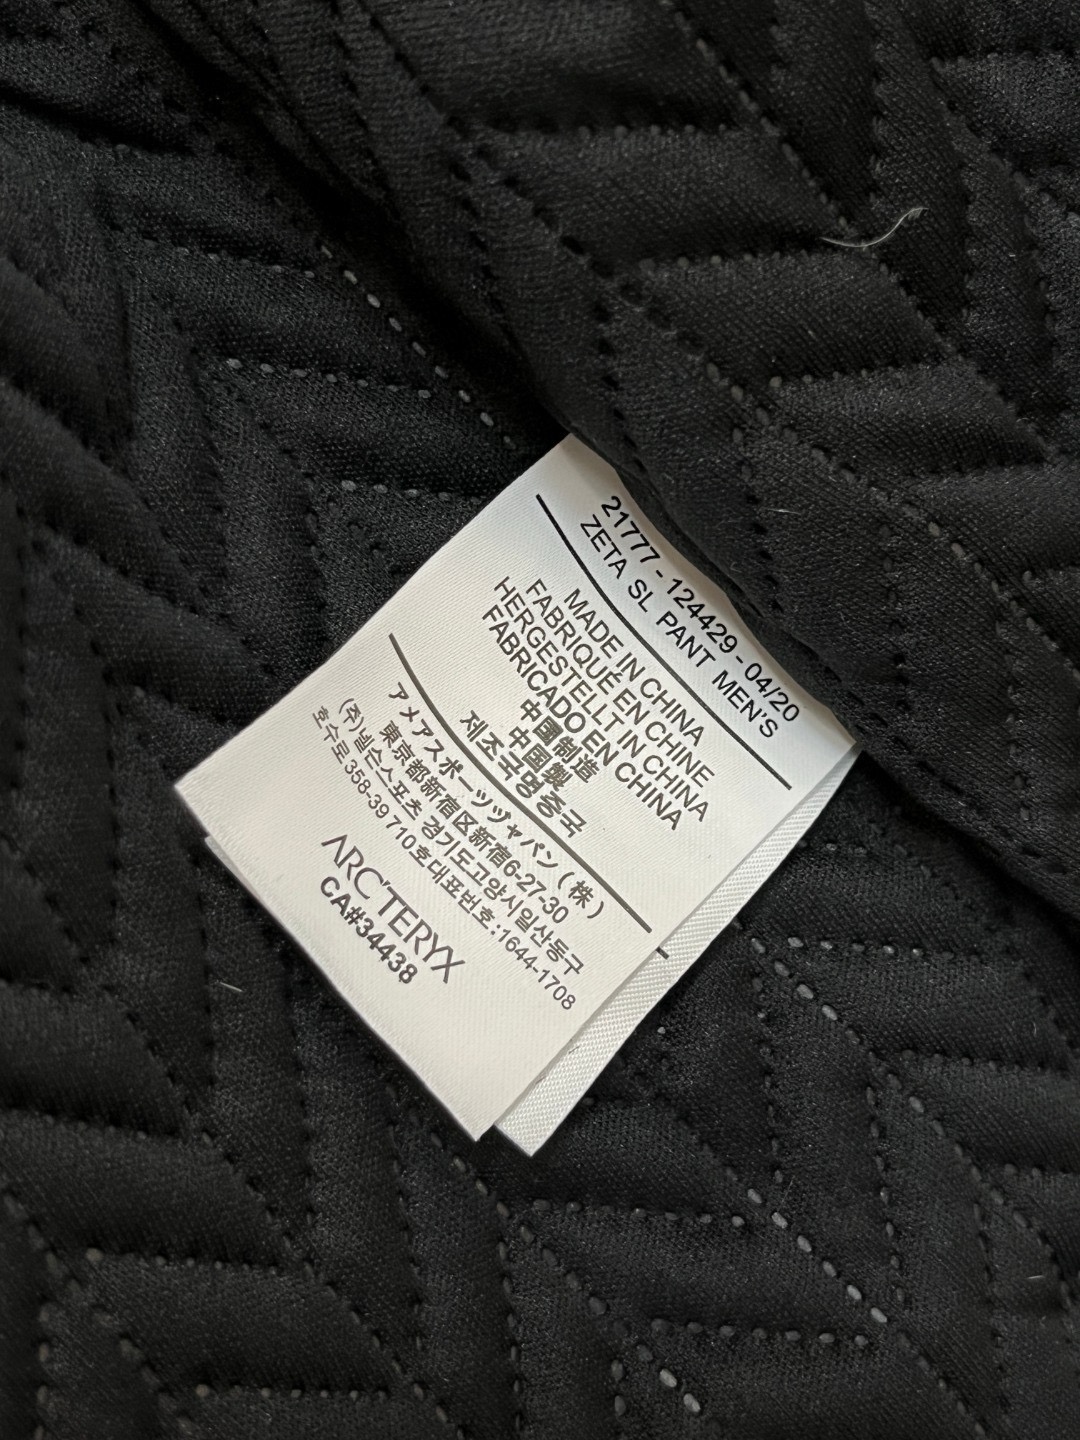 21777 - 124429 - 04/20
ZETA SL PANT MEN'S
MADE IN CHINA
FABRIQUÉ EN CHINE
HERGESTELLT IN CHINA
FABRICADO EN CHINA
中国制造
中國製
제조국명중국
アメアスポーツジャパン(株)
東京都新宿区新宿6-27-30
(주)넬슨스포츠 경기도고양시일산동구
호수로 358-39 710호대표번호:1644-1708
ARC'TERYX
CA#34438